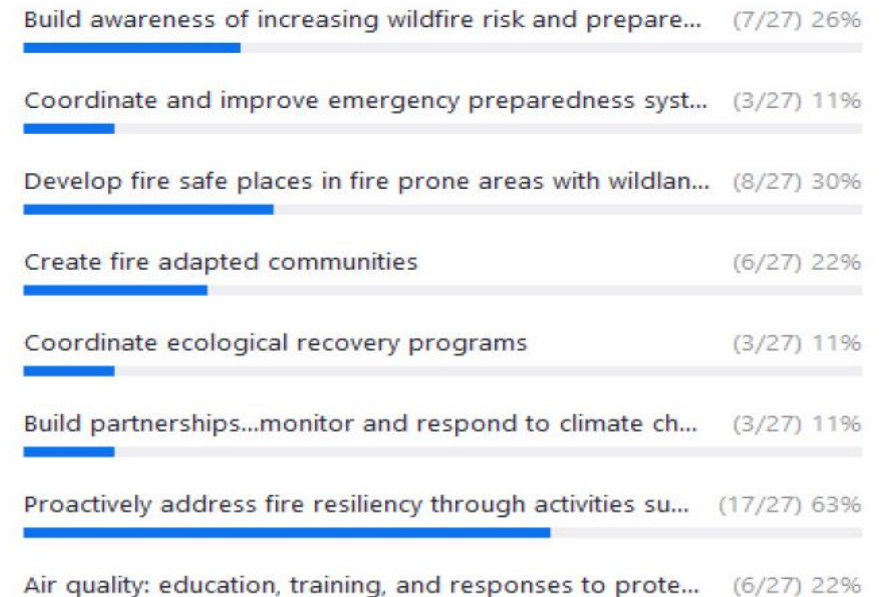 Build awareness of increasing wildfire risk and prepare... (7/27) 26%
Coordinate and improve emergency preparedness syst... (3/27) 11%
Develop fire safe places in fire prone areas with wildlan... (8/27) 30%
Create fire adapted communities (6/27) 22%
Coordinate ecological recovery programs (3/27) 11%
Build partnerships...monitor and respond to climate ch... (3/27) 11%
Proactively address fire resiliency through activities su... (17/27) 63%
Air quality: education, training, and responses to prote... (6/27) 22%